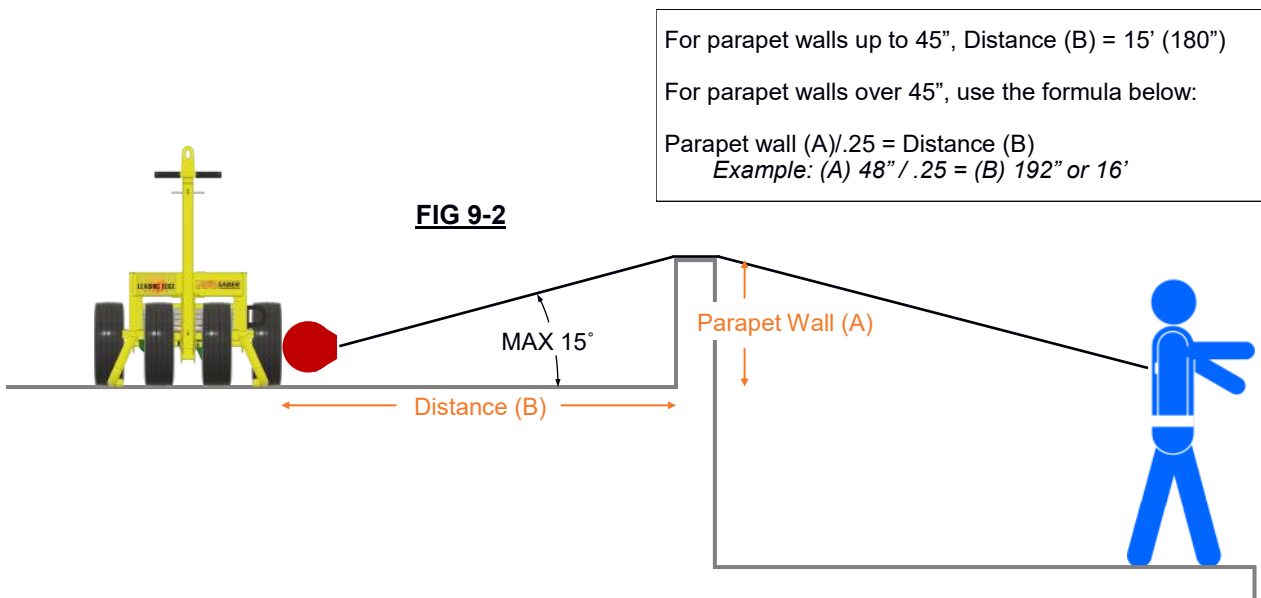 For parapet walls up to 45”, Distance (B) = 15’ (180”)
For parapet walls over 45”, use the formula below:
Parapet wall (A)/.25 = Distance (B)
Example: (A) 48” / .25 = (B) 192” or 16’
FIG 9-2
LEADING EDGE
SABER
Parapet Wall (A)
MAX 15˚
Distance (B)